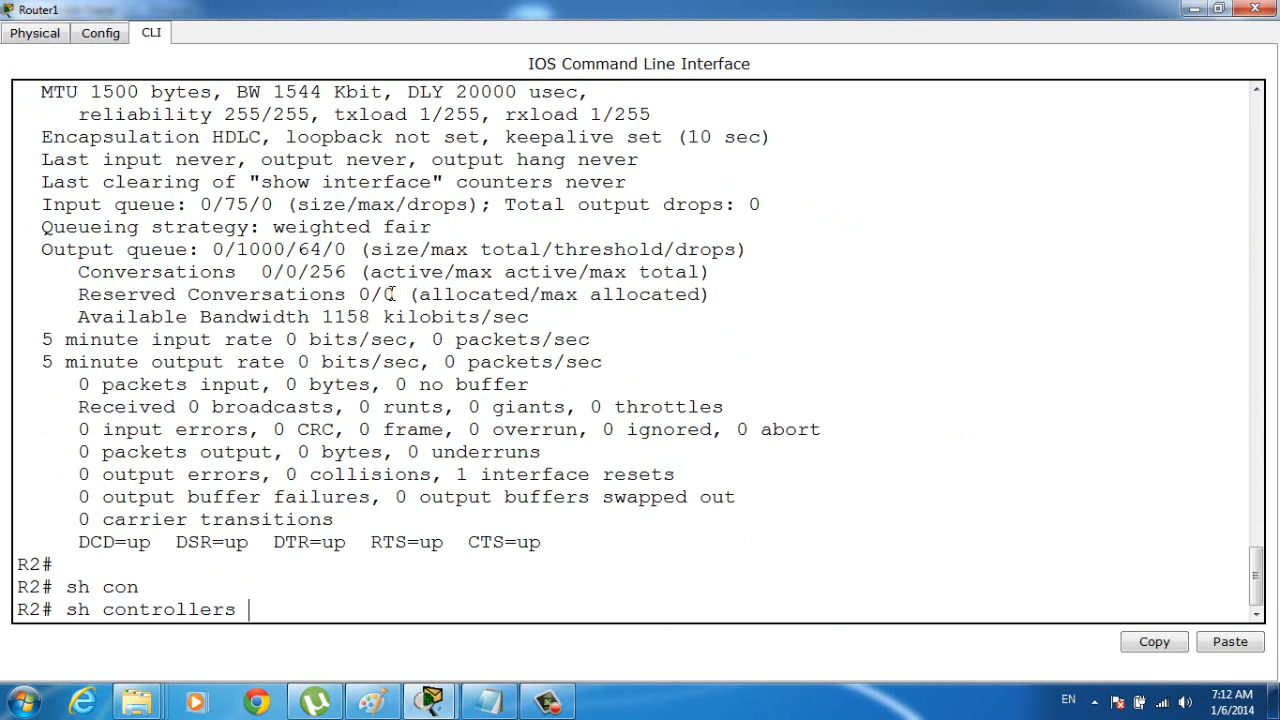 Router1
Physical Config CLI
IOS Command Line Interface
MTU 1500 bytes, BW 1544 Kbit, DLY 20000 usec,
reliability 255/255, txload 1/255, rxload 1/255
Encapsulation HDLC, loopback not set, keepalive set (10 sec)
Last input never, output never, output hang never
Last clearing of "show interface" counters never
Input queue: 0/75/0 (size/max/drops); Total output drops: 0
Queueing strategy: weighted fair
Output queue: 0/1000/64/0 (size/max total/threshold/drops)
Conversations 0/0/256 (active/max active/max total)
Reserved Conversations 0/0 (allocated/max allocated)
Available Bandwidth 1158 kilobits/sec
5 minute input rate 0 bits/sec, 0 packets/sec
5 minute output rate 0 bits/sec, 0 packets/sec
0 packets input, 0 bytes, 0 no buffer
Received 0 broadcasts, 0 runts, 0 giants, 0 throttles
0 input errors, 0 CRC, 0 frame, 0 overrun, 0 ignored, 0 abort
0 packets output, 0 bytes, 0 underruns
0 output errors, 0 collisions, 1 interface resets
0 output buffer failures, 0 output buffers swapped out
0 carrier transitions
DCD=up DSR=up DTR=up RTS=up CTS=up
R2#
R2# sh con
R2# sh controllers
Copy Paste
EN 7:12 AM
1/6/2014